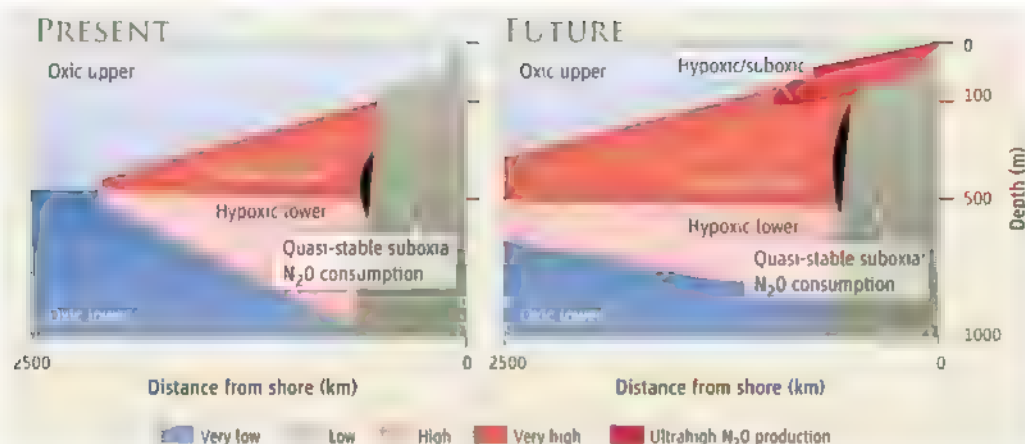 PRESENT
Oxic upper
Hypoxic lower
Quasi-stable suboxia
N₂O consumption
Oxic lower
2500
0
Distance from shore (km)
FUTURE
Oxic upper
Hypoxic/suboxic
Hypoxic lower
Quasi-stable suboxia
N₂O consumption
Oxic lower
0
100
500
1000
Depth (m)
2500
0
Distance from shore (km)
Very low
Low
High
Very high
Ultrahigh N₂O production